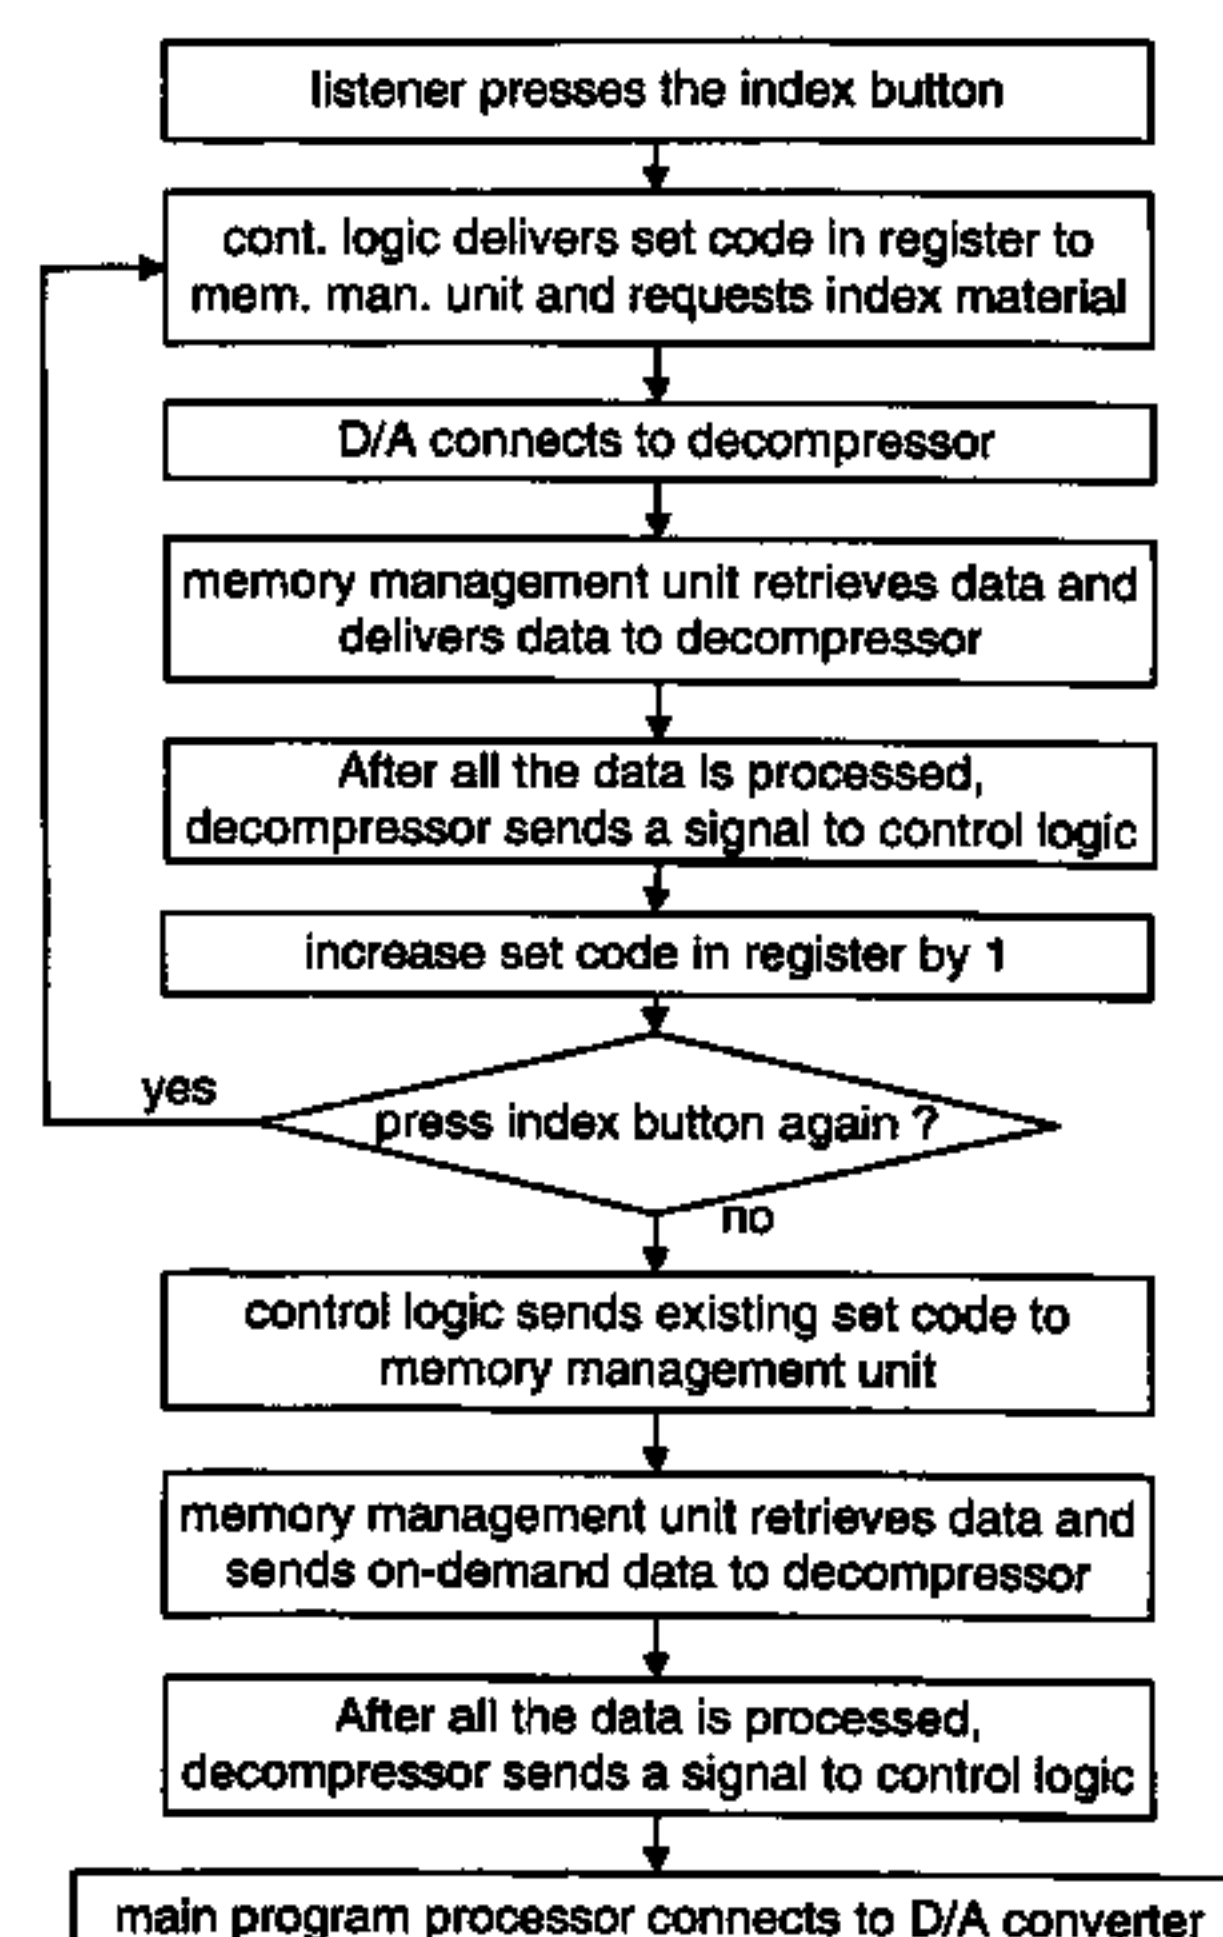 listener presses the index button
cont. logic delivers set code in register to
mem. man. unit and requests index material
D/A connects to decompressor
memory management unit retrieves data and
delivers data to decompressor
After all the data is processed,
decompressor sends a signal to control logic
increase set code in register by 1
yes
press index button again ?
no
control logic sends existing set code to
memory management unit
memory management unit retrieves data and
sends on-demand data to decompressor
After all the data is processed,
decompressor sends a signal to control logic
main program processor connects to D/A converter